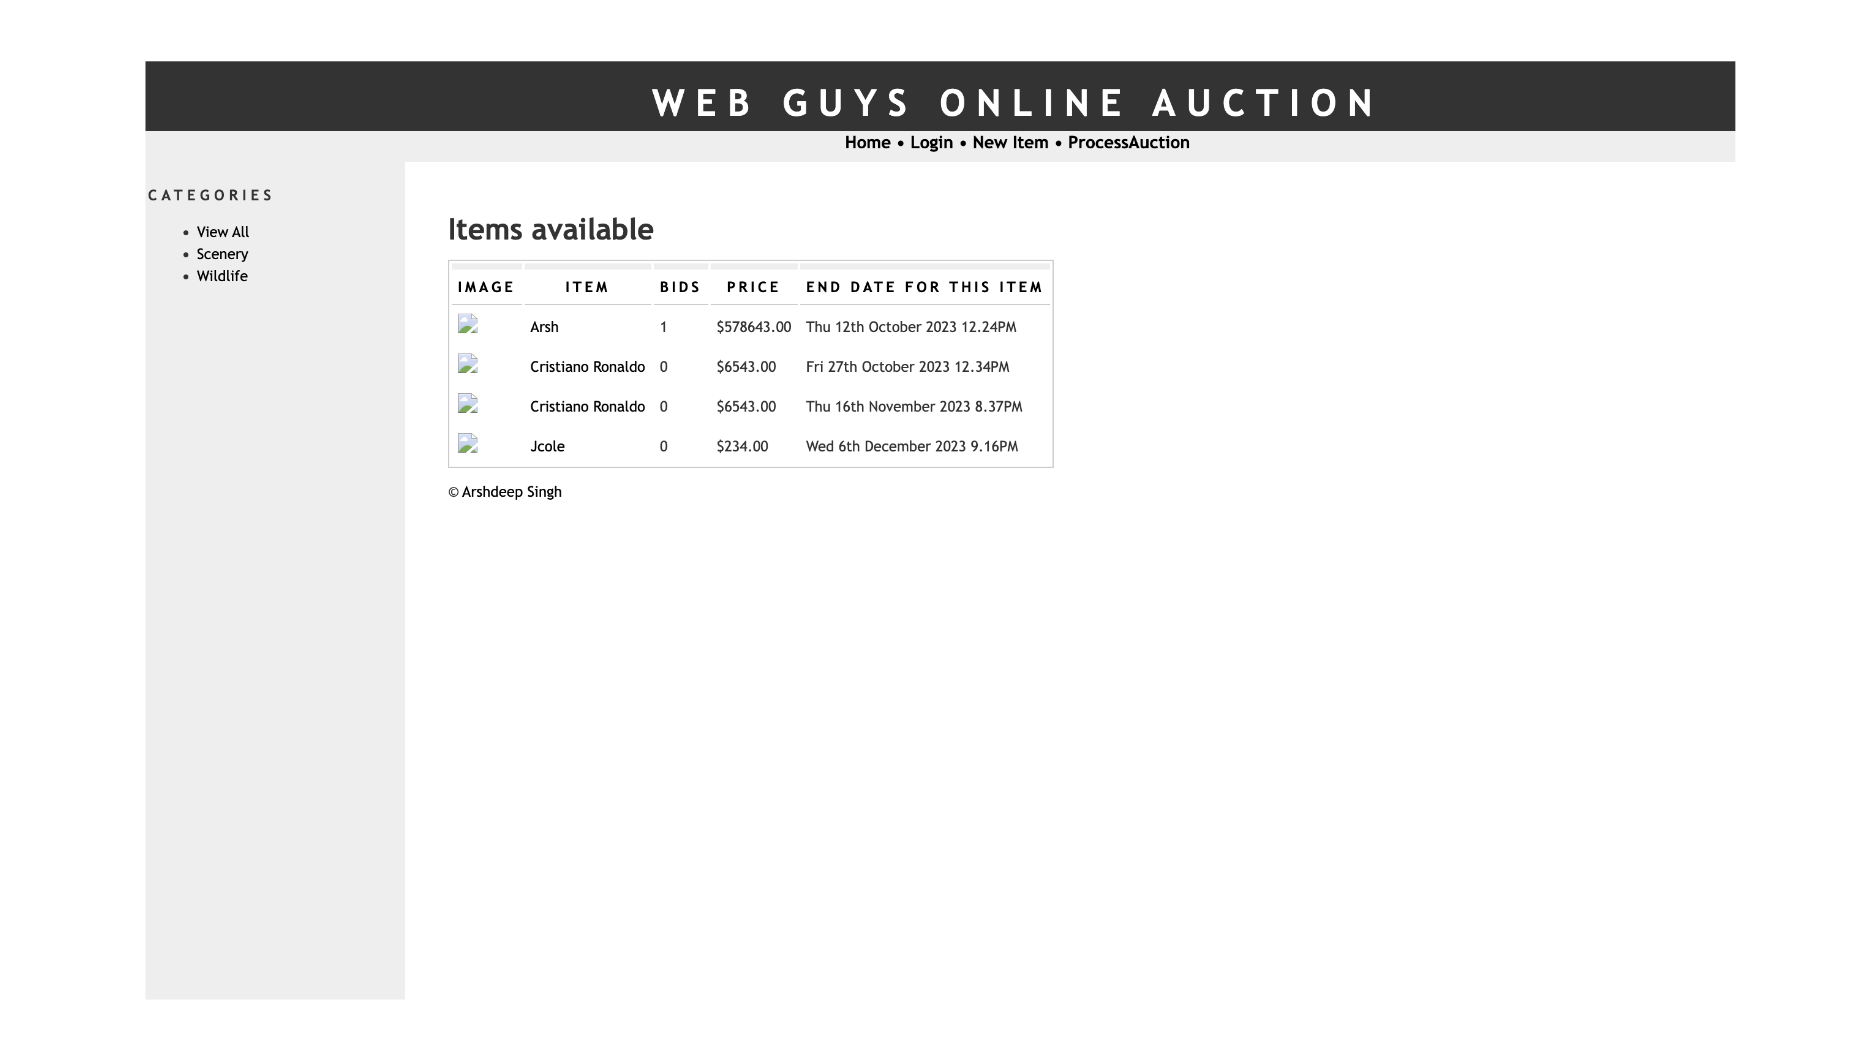 WEB GUYS ONLINE AUCTION
Home • Login • New Item • ProcessAuction
CATEGORIES
• View All
• Scenery
• Wildlife
Items available
IMAGE ITEM BIDS PRICE END DATE FOR THIS ITEM
Arsh 1 $578643.00 Thu 12th October 2023 12.24PM
Cristiano Ronaldo 0 $6543.00 Fri 27th October 2023 12.34PM
Cristiano Ronaldo 0 $6543.00 Thu 16th November 2023 8.37PM
Jcole 0 $234.00 Wed 6th December 2023 9.16PM
© Arshdeep Singh